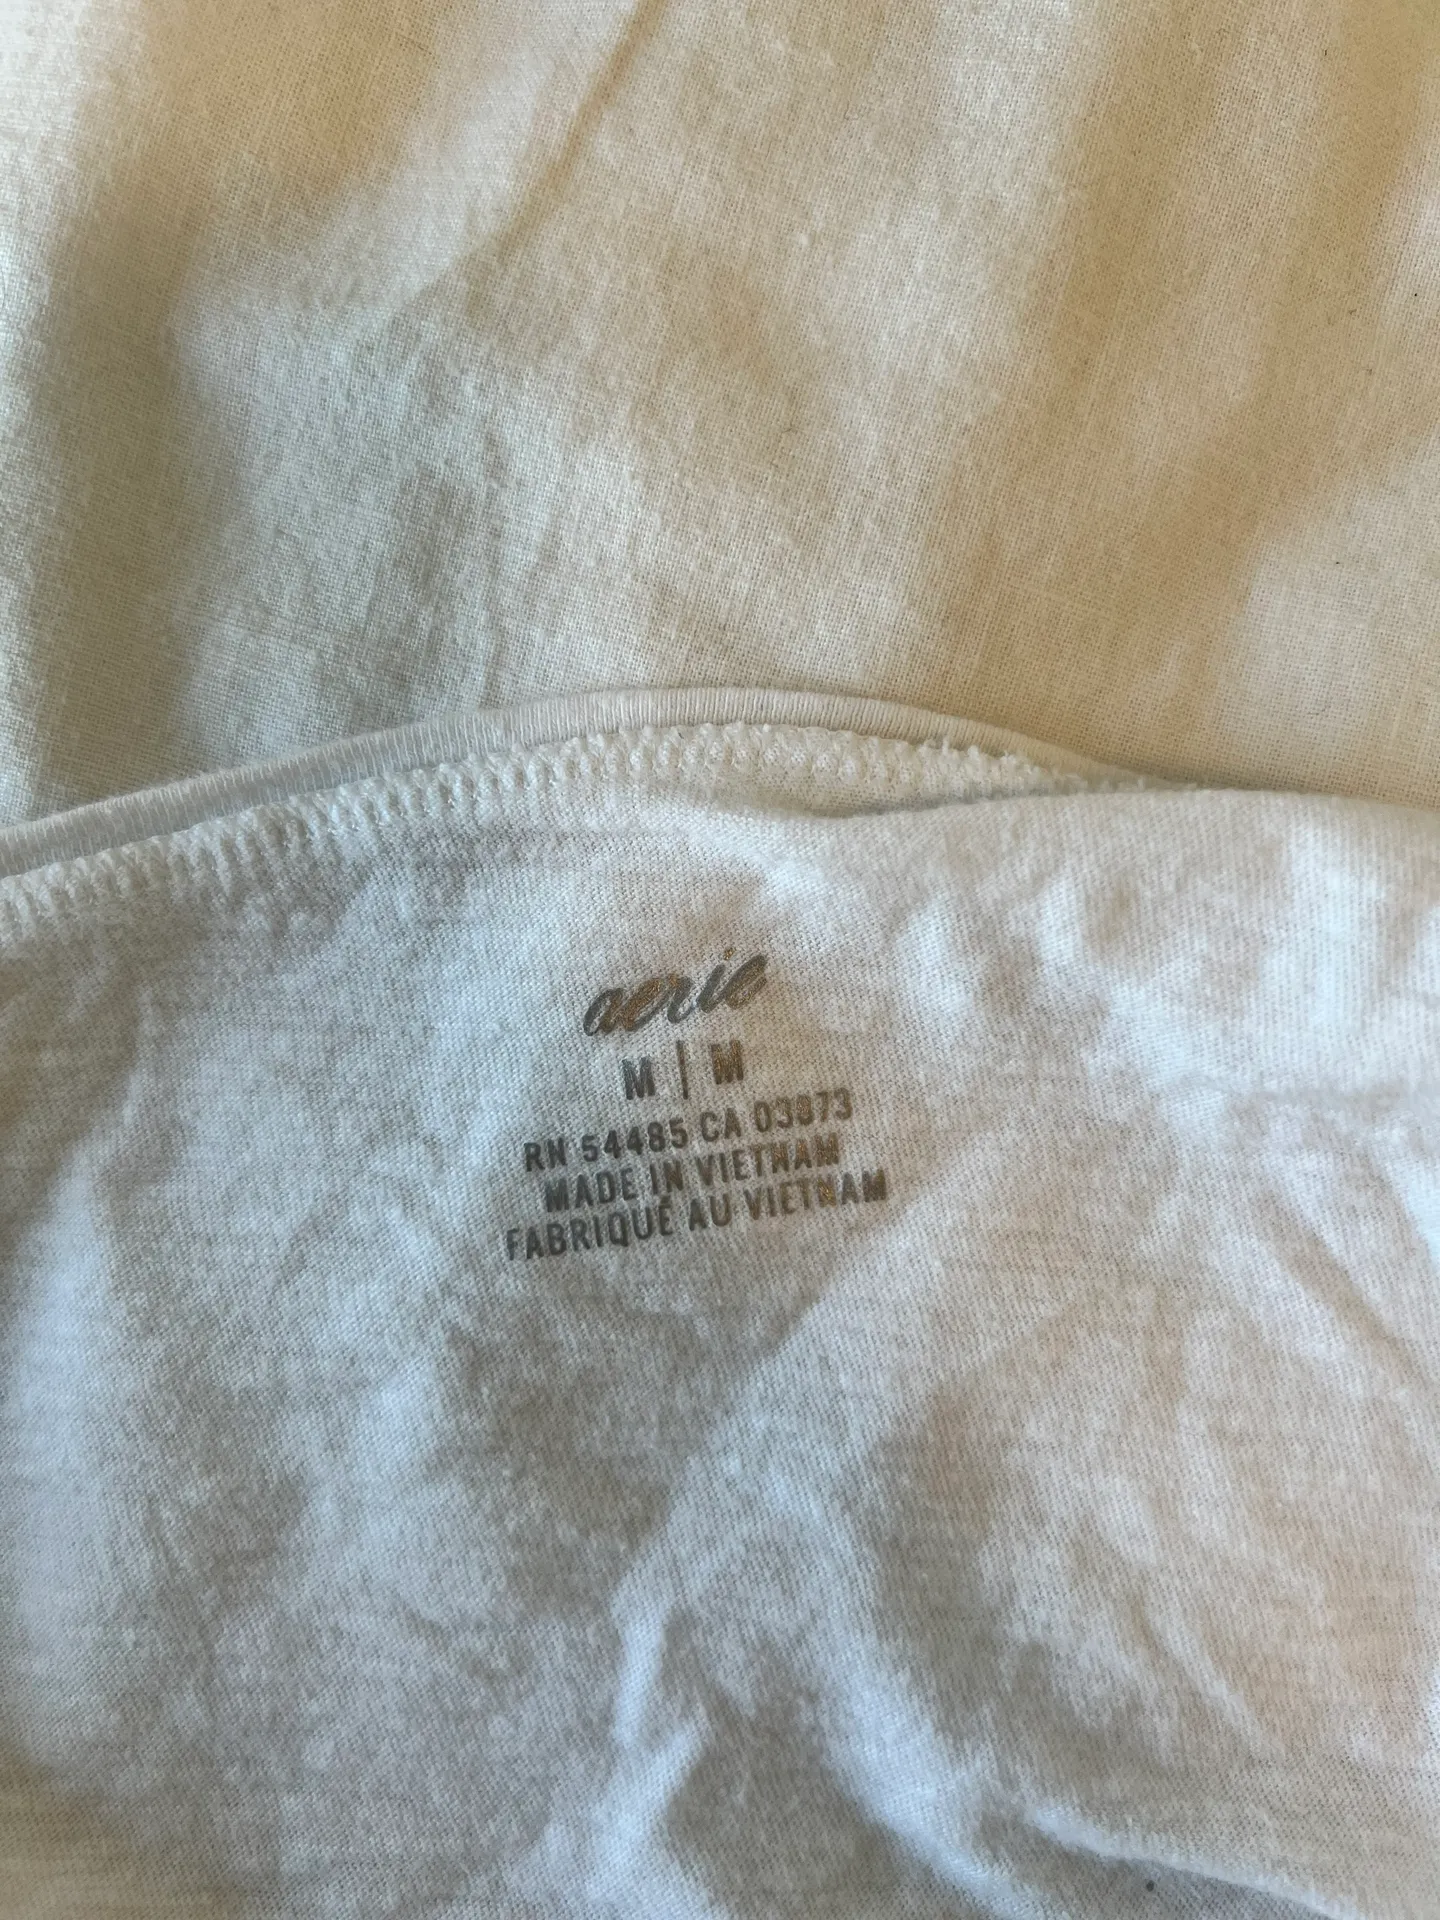 aerie
M | M
RN 54485 CA 03873
MADE IN VIETNAM
FABRIQUÉ AU VIETNAM